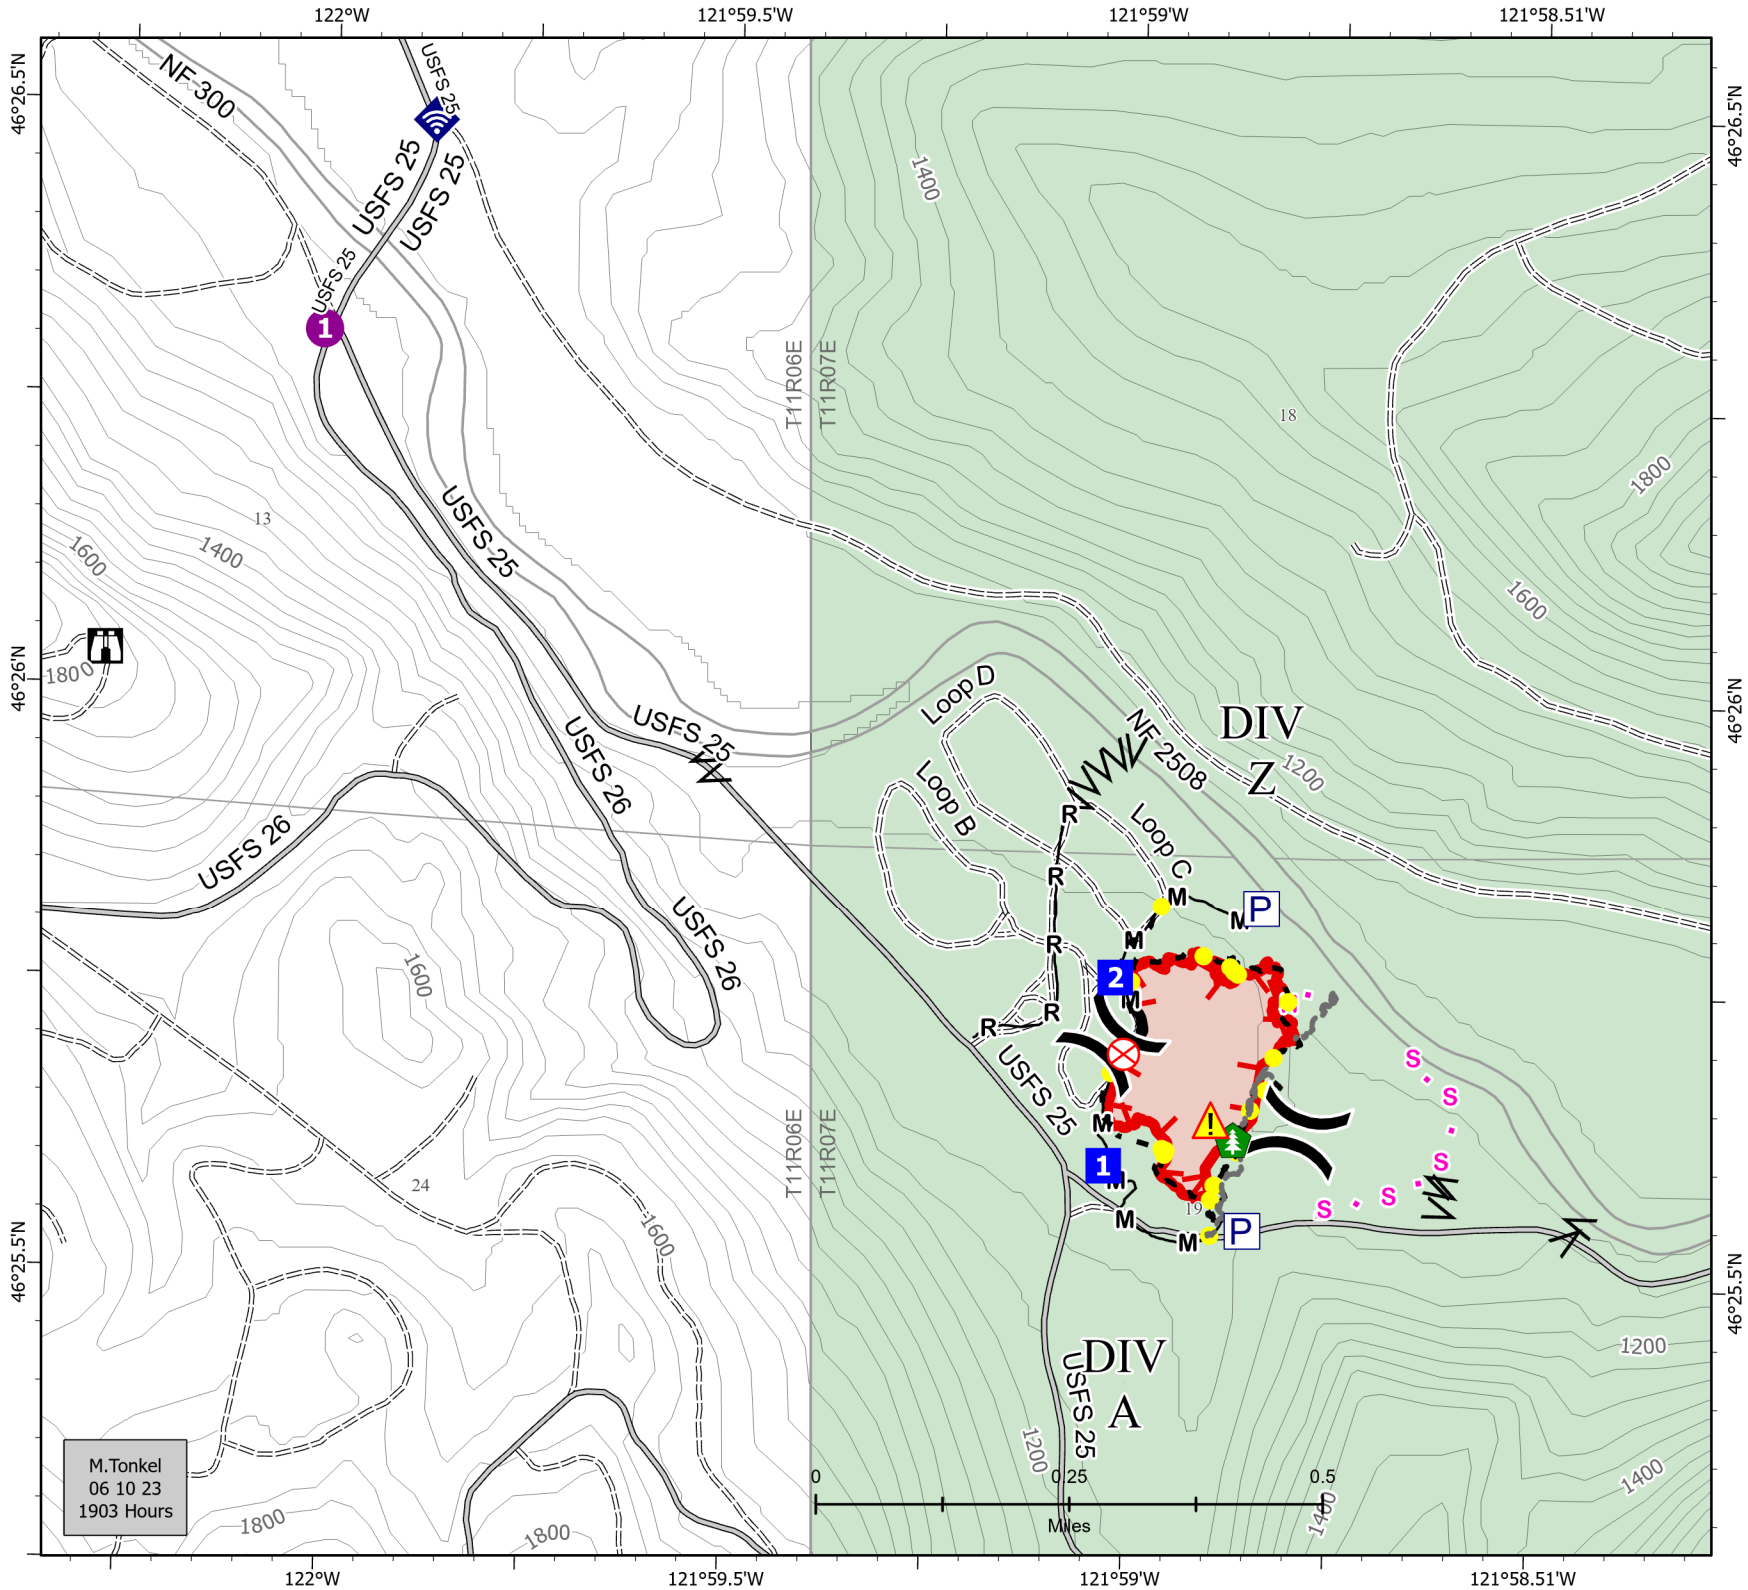 122°W
121°59.5'W
121°59'W
121°58.51'W
46°26.5'N
46°26.5'N
NF 300
USFS 25
USFS 25
USFS 25
USFS 25
1400
1
T11R06E
T11R07E
18
1800
13
1400
1600
USFS 25
1600
46°26'N
1800
46°26'N
Loop D
USFS 25
NF 2508
DIV
Z
1200
USFS 26
Loop B
Loop C
R
USFS 26
R
M
P
M
USFS 26
M
R
1600
2
M
R
R
USFS 25
S
S
T11R06E
T11R07E
M
!
1
S
M
24
19
S
S
M
P
M
1600
46°25.5'N
46°25.5'N
DIV
A
USFS 25
1200
1200
1400
1400
M.Tonkel
06 10 23
1903 Hours
0
0.25
0.5
Miles
1800
1800
122°W
121°59.5'W
121°59'W
121°58.51'W